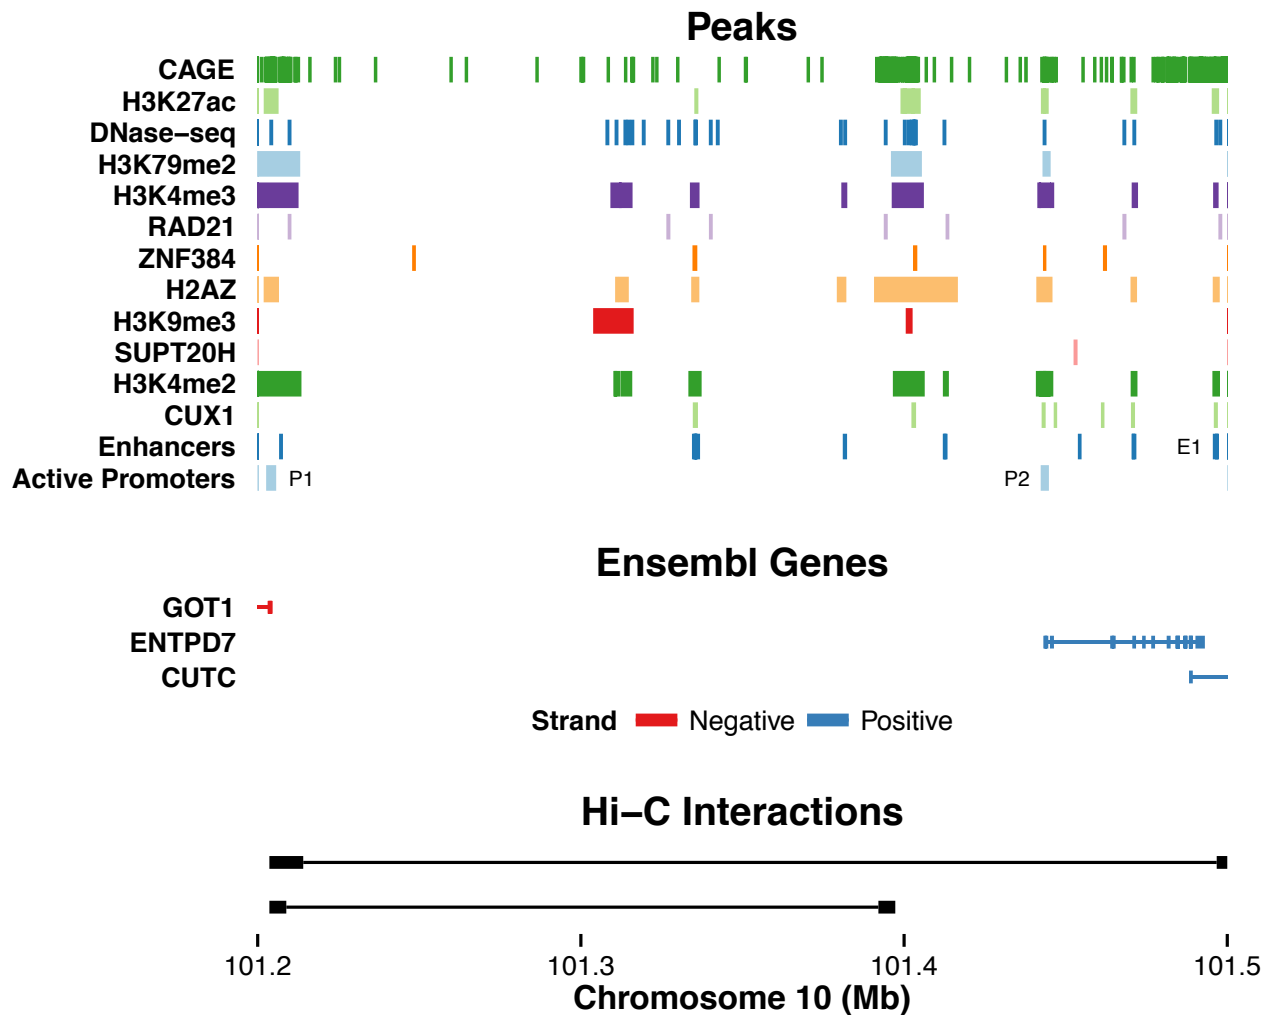 Peaks
CAGE
H3K27ac
DNase−seq
H3K79me2
H3K4me3
RAD21
ZNF384
H2AZ
H3K9me3
SUPT20H
H3K4me2
CUX1
Enhancers E1
Active Promoters P1 P2
Ensembl Genes
GOT1
ENTPD7
CUTC
Strand Negative Positive
Hi−C Interactions
101.2 101.3 101.4 101.5
Chromosome 10 (Mb)